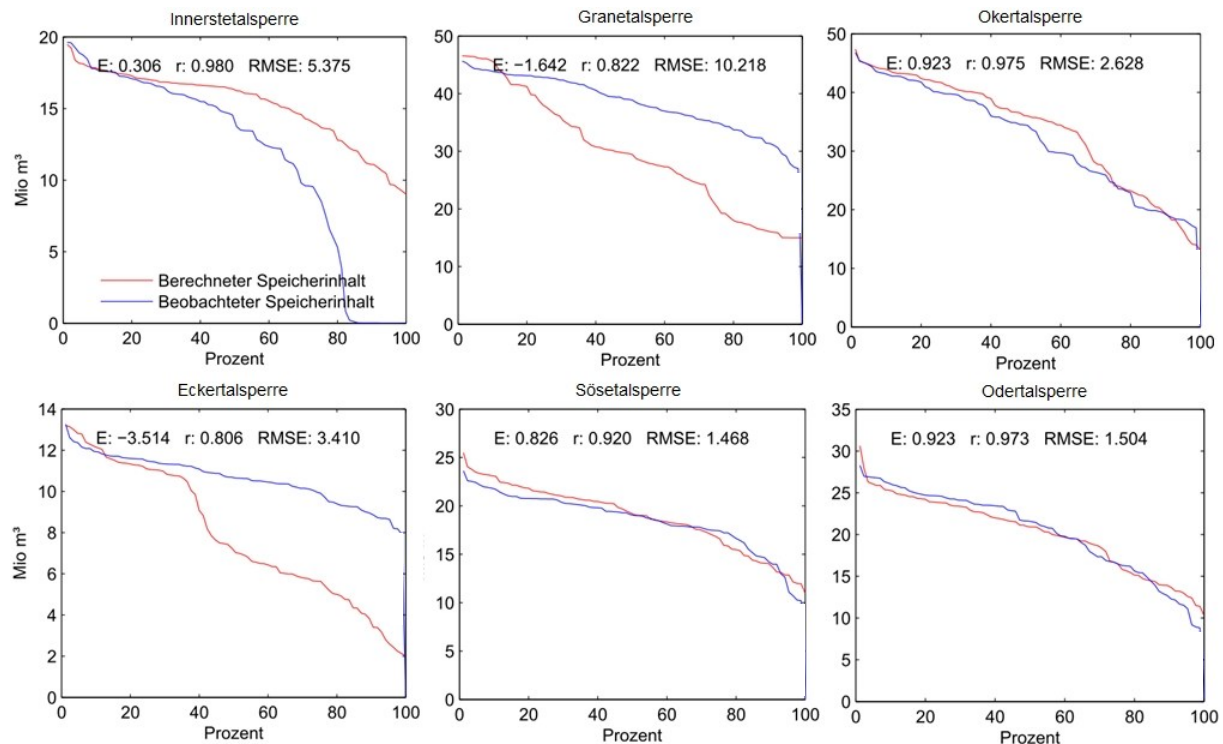 Innerstetalsperre
Granetalsperre
Okertalsperre
20
15
10
5
0
Mio m³
E: 0.306 r: 0.980 RMSE: 5.375
Berechneter Speicherinhalt
Beobachteter Speicherinhalt
0 20 40 60 80 100
Prozent
50
40
30
20
10
0
E: −1.642 r: 0.822 RMSE: 10.218
0 20 40 60 80 100
Prozent
50
40
30
20
10
0
E: 0.923 r: 0.975 RMSE: 2.628
0 20 40 60 80 100
Prozent
Eckertalsperre
Sösetalsperre
Odertalsperre
14
12
10
8
6
4
2
0
Mio m³
E: −3.514 r: 0.806 RMSE: 3.410
0 20 40 60 80 100
Prozent
30
25
20
15
10
5
0
E: 0.826 r: 0.920 RMSE: 1.468
0 20 40 60 80 100
Prozent
35
30
25
20
15
10
5
0
E: 0.923 r: 0.973 RMSE: 1.504
0 20 40 60 80 100
Prozent